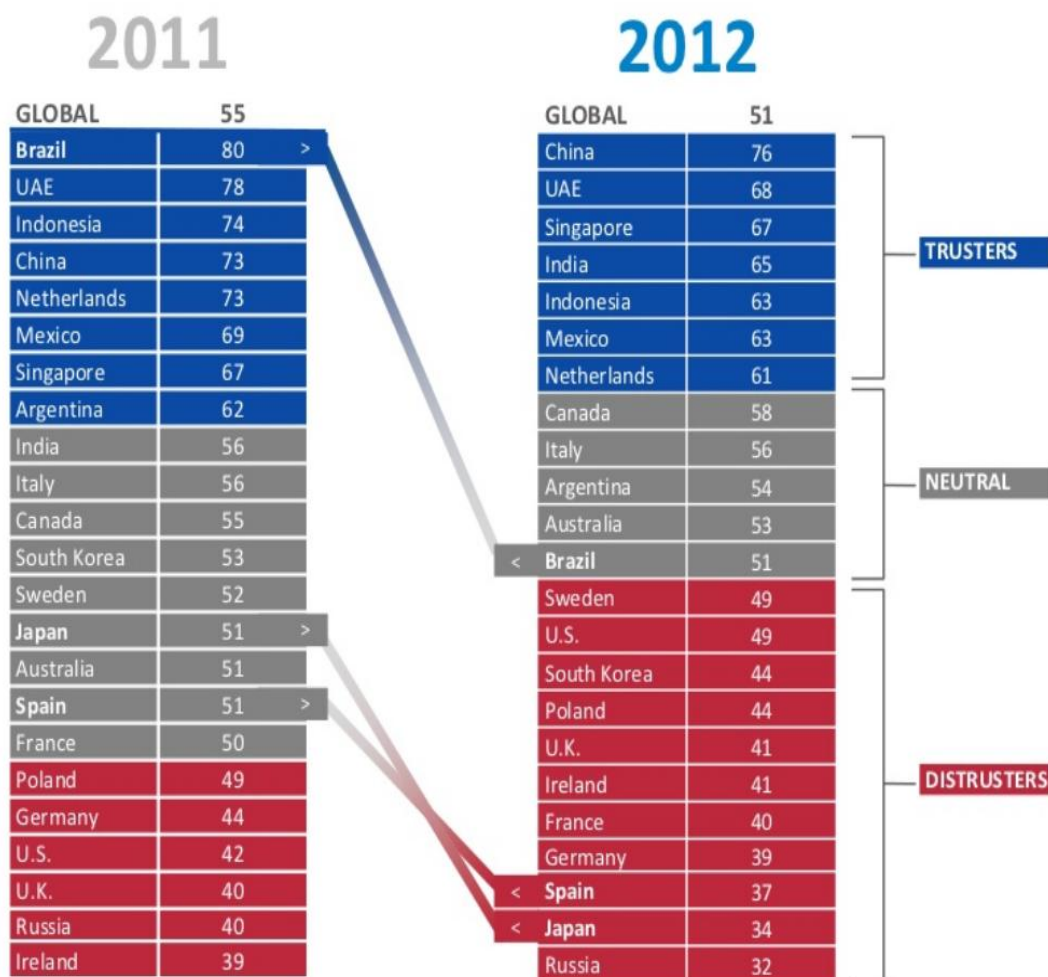 2011
GLOBAL 55
Brazil 80 >
UAE 78
Indonesia 74
China 73
Netherlands 73
Mexico 69
Singapore 67
Argentina 62
India 56
Italy 56
Canada 55
South Korea 53
Sweden 52
Japan 51 >
Australia 51
Spain 51 >
France 50
Poland 49
Germany 44
U.S. 42
U.K. 40
Russia 40
Ireland 39
2012
GLOBAL 51
China 76
UAE 68
Singapore 67
India 65
Indonesia 63
Mexico 63
Netherlands 61
Canada 58
Italy 56
Argentina 54
Australia 53
< Brazil 51
Sweden 49
U.S. 49
South Korea 44
Poland 44
U.K. 41
Ireland 41
France 40
Germany 39
< Spain 37
< Japan 34
Russia 32
TRUSTERS
NEUTRAL
DISTRUSTERS